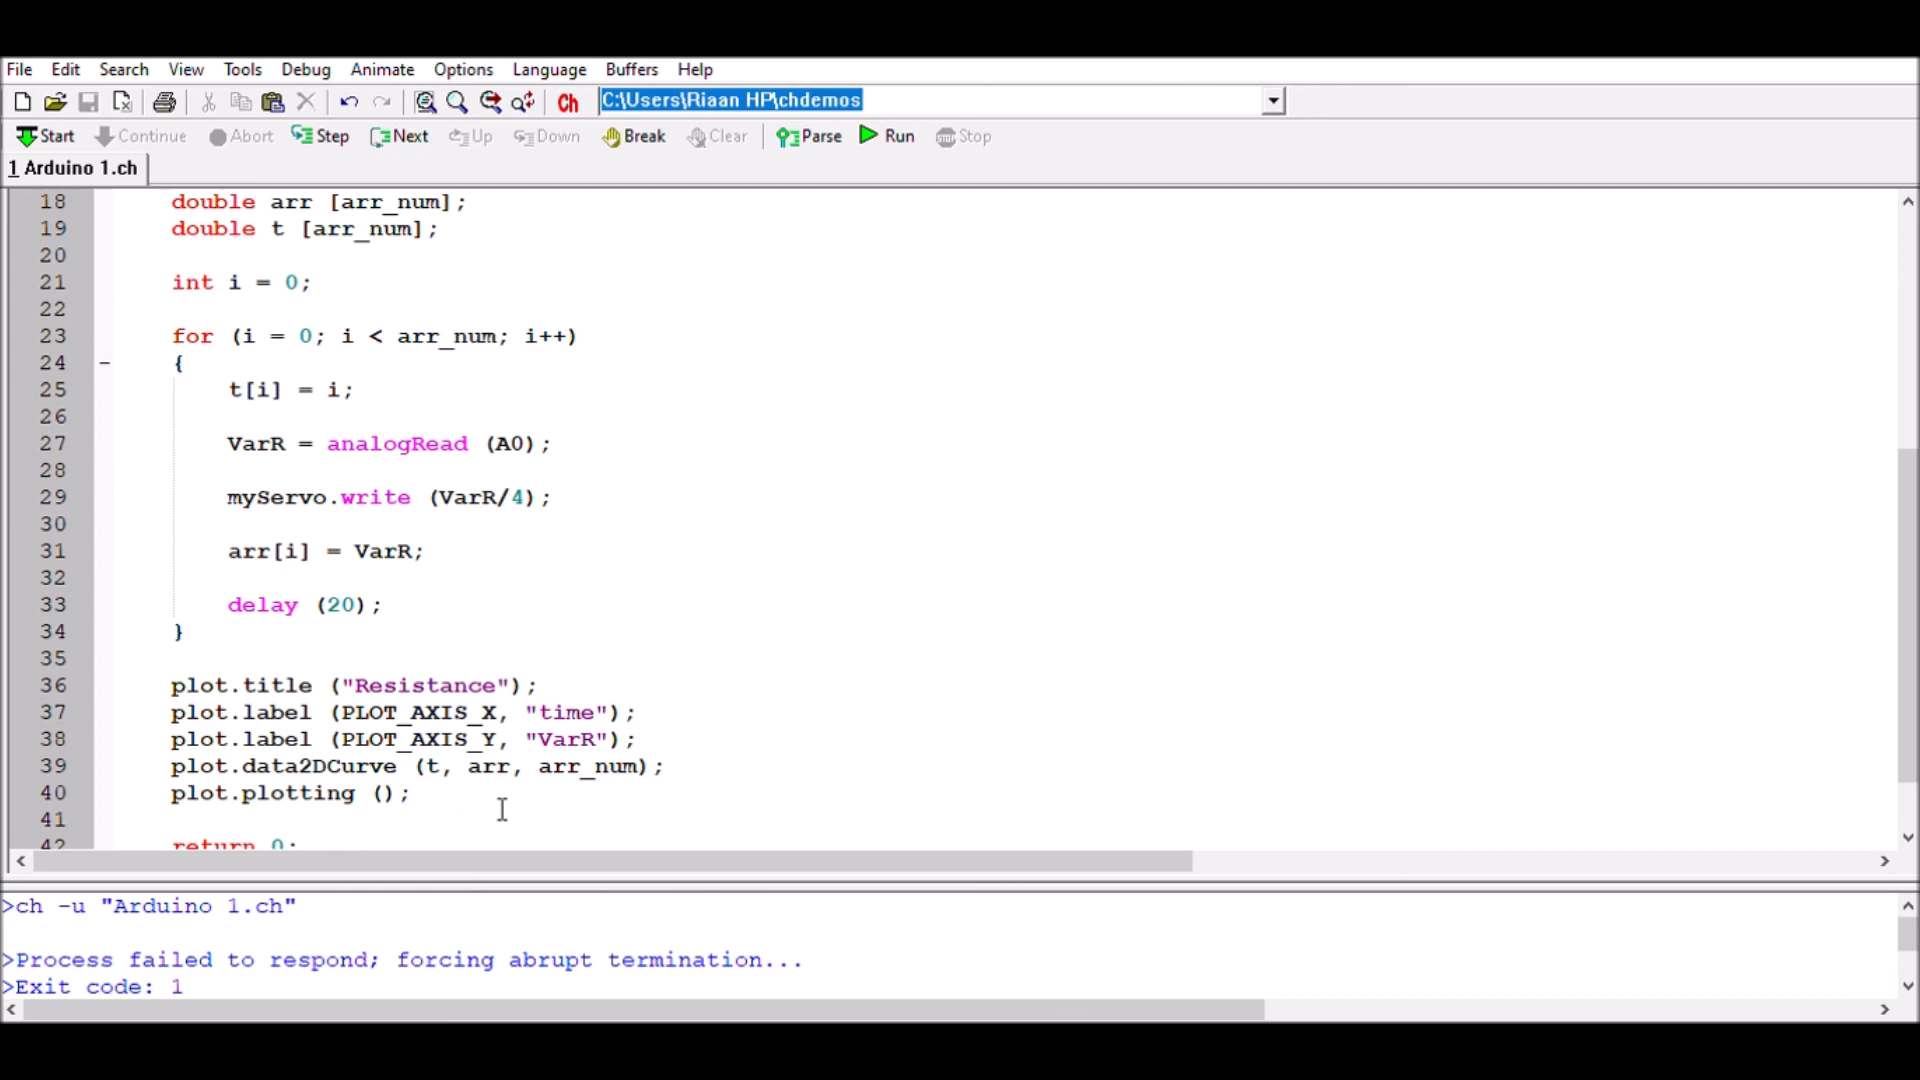 File Edit Search View Tools Debug Animate Options Language Buffers Help
Ch C:\Users\Riaan HP\chdemos
Start Continue Abort Step Next Up Down Break Clear Parse Run Stop
1 Arduino 1.ch
18 double arr [arr_num];
19 double t [arr_num];
20
21 int i = 0;
22
23 for (i = 0; i < arr_num; i++)
24 - {
25 t[i] = i;
26
27 VarR = analogRead (A0);
28
29 myServo.write (VarR/4);
30
31 arr[i] = VarR;
32
33 delay (20);
34 }
35
36 plot.title ("Resistance");
37 plot.label (PLOT_AXIS_X, "time");
38 plot.label (PLOT_AXIS_Y, "VarR");
39 plot.data2DCurve (t, arr, arr_num);
40 plot.plotting ();
41
42 return 0;
>ch -u "Arduino 1.ch"
>Process failed to respond; forcing abrupt termination...
>Exit code: 1